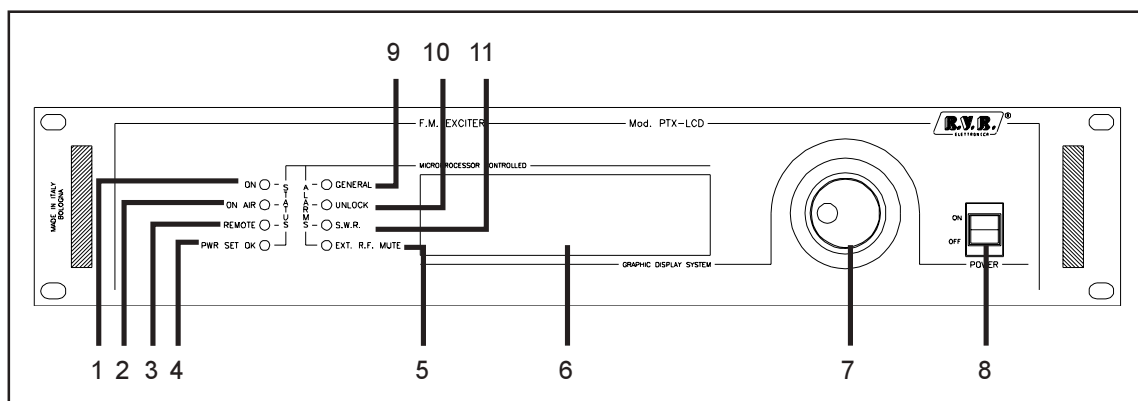 9 10 11
F.M. EXCITER Mod. PTX-LCD R.V.R.®
ELETTRONICA
MICROPROCESSOR CONTROLLED
MADE IN ITALY
BOLOGNA
STATUS
ALARMS
ON GENERAL
ON AIR UNLOCK
REMOTE S.W.R.
PWR SET OK EXT. R.F. MUTE
GRAPHIC DISPLAY SYSTEM
ON
OFF
POWER
1 2 3 4 5 6 7 8